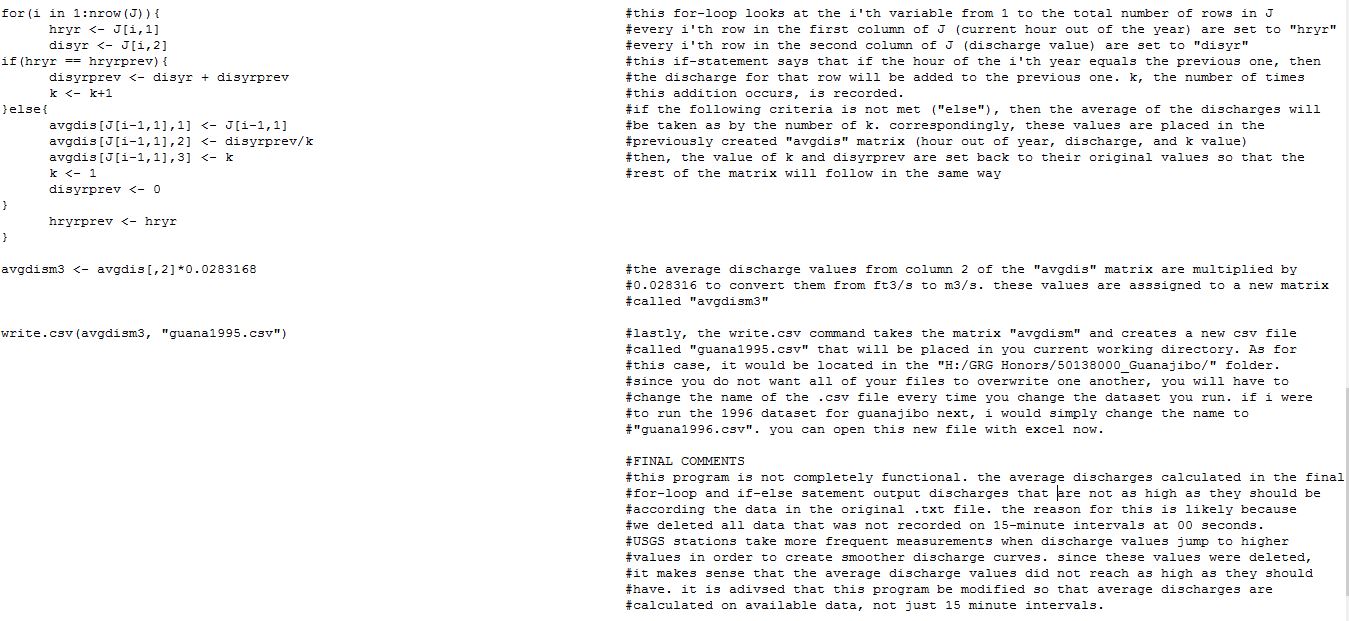 for(i in 1:nrow(J)){ #this for-loop looks at the i'th variable from 1 to the total number of rows in J
hryr <- J[i,1] #every i'th row in the first column of J (current hour out of the year) are set to "hryr"
disyr <- J[i,2] #every i'th row in the second column of J (discharge value) are set to "disyr"
if(hryr == hryrprev){ #this if-statement says that if the hour of the i'th year equals the previous one, then
disyrprev <- disyr + disyrprev #the discharge for that row will be added to the previous one. k, the number of times
k <- k+1 #this addition occurs, is recorded.
}else{ #if the following criteria is not met ("else"), then the average of the discharges will
avgdis[J[i-1,1],1] <- J[i-1,1] #be taken as by the number of k. correspondingly, these values are placed in the
avgdis[J[i-1,1],2] <- disyrprev/k #previously created "avgdis" matrix (hour out of year, discharge, and k value)
avgdis[J[i-1,1],3] <- k #then, the value of k and disyrprev are set back to their original values so that the
k <- 1 #rest of the matrix will follow in the same way
disyrprev <- 0
}
hryrprev <- hryr
}
avgdism3 <- avgdis[,2]*0.0283168 #the average discharge values from column 2 of the "avgdis" matrix are multiplied by
#0.028316 to convert them from ft3/s to m3/s. these values are asssigned to a new matrix
#called "avgdism3"
write.csv(avgdism3, "guana1995.csv") #lastly, the write.csv command takes the matrix "avgdism" and creates a new csv file
#called "guana1995.csv" that will be placed in you current working directory. As for
#this case, it would be located in the "H:/GRG Honors/50138000_Guanajibo/" folder.
#since you do not want all of your files to overwrite one another, you will have to
#change the name of the .csv file every time you change the dataset you run. if i were
#to run the 1996 dataset for guanajibo next, i would simply change the name to
#"guana1996.csv". you can open this new file with excel now.
#FINAL COMMENTS
#this program is not completely functional. the average discharges calculated in the final
#for-loop and if-else satement output discharges that are not as high as they should be
#according the data in the original .txt file. the reason for this is likely because
#we deleted all data that was not recorded on 15-minute intervals at 00 seconds.
#USGS stations take more frequent measurements when discharge values jump to higher
#values in order to create smoother discharge curves. since these values were deleted,
#it makes sense that the average discharge values did not reach as high as they should
#have. it is adivsed that this program be modified so that average discharges are
#calculated on available data, not just 15 minute intervals.